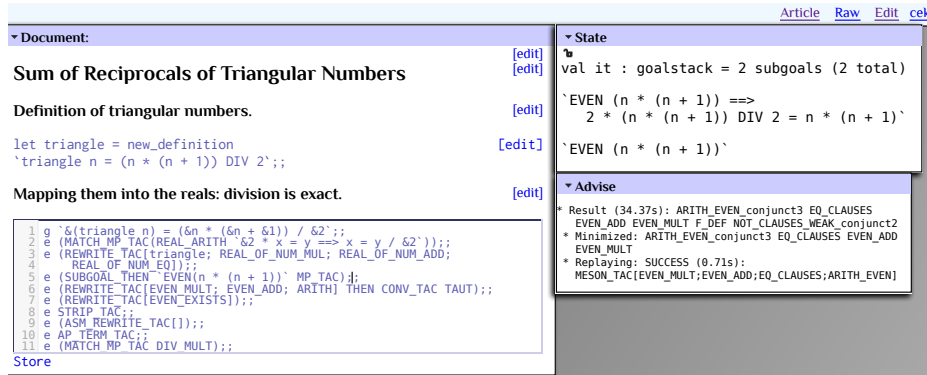 Article Raw Edit cek
Document:
[edit]
Sum of Reciprocals of Triangular Numbers [edit]
Definition of triangular numbers. [edit]
let triangle = new_definition [edit]
`triangle n = (n * (n + 1)) DIV 2`;;
Mapping them into the reals: division is exact. [edit]
1 g `&(triangle n) = (&n * (&n + &1)) / &2`;;
2 e (MATCH_MP_TAC(REAL_ARITH `&2 * x = y ==> x = y / &2`));;
3 e (REWRITE_TAC[triangle; REAL_OF_NUM_MUL; REAL_OF_NUM_ADD;
4 REAL_OF_NUM_EQ]);;
5 e (SUBGOAL_THEN `EVEN(n * (n + 1))` MP_TAC);;
6 e (REWRITE_TAC[EVEN_MULT; EVEN_ADD; ARITH] THEN CONV_TAC TAUT);;
7 e (REWRITE_TAC[EVEN_EXISTS]);;
8 e STRIP_TAC;;
9 e (ASM_REWRITE_TAC[]);;
10 e AP_TERM_TAC;;
11 e (MATCH_MP_TAC DIV_MULT);;
Store
State
val it : goalstack = 2 subgoals (2 total)
`EVEN (n * (n + 1)) ==>
2 * (n * (n + 1)) DIV 2 = n * (n + 1)`
`EVEN (n * (n + 1))`
Advise
* Result (34.37s): ARITH_EVEN_conjunct3 EQ_CLAUSES
EVEN_ADD EVEN_MULT F_DEF NOT_CLAUSES_WEAK_conjunct2
* Minimized: ARITH_EVEN_conjunct3 EQ_CLAUSES EVEN_ADD
EVEN_MULT
* Replaying: SUCCESS (0.71s):
MESON_TAC[EVEN_MULT;EVEN_ADD;EQ_CLAUSES;ARITH_EVEN]